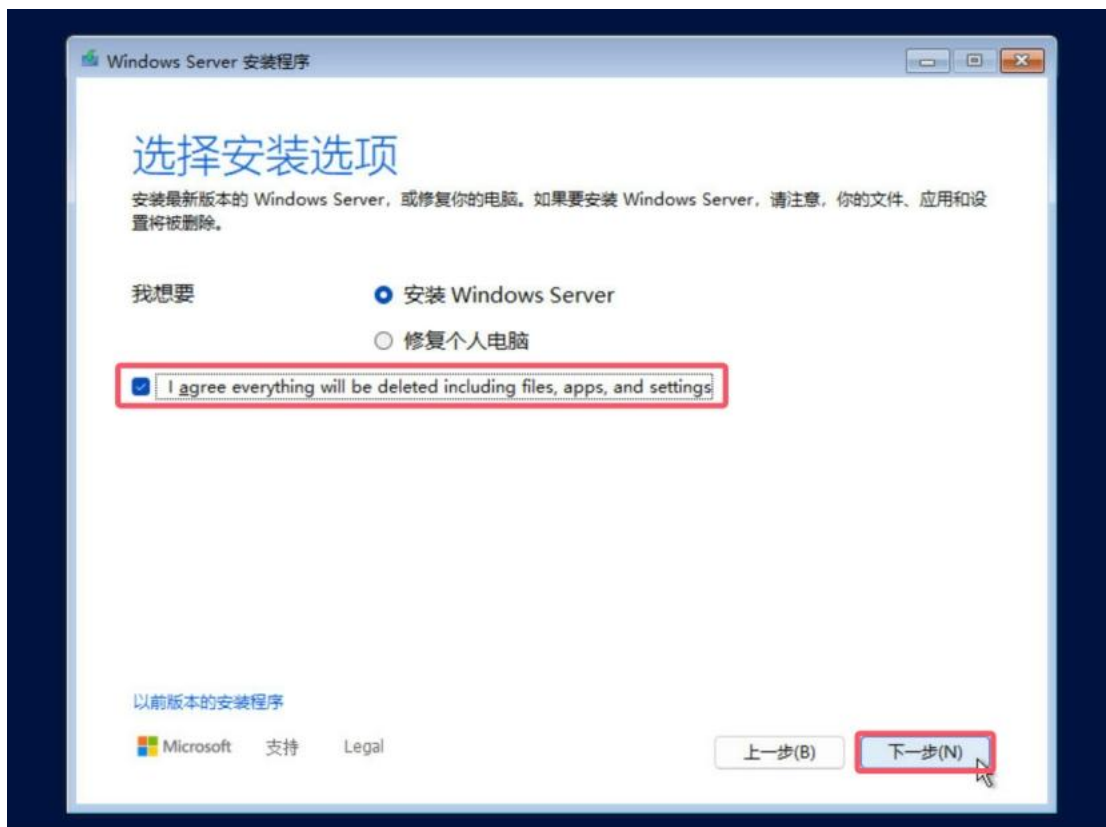 Windows Server 安装程序
选择安装选项
安装最新版本的 Windows Server，或修复你的电脑。如果要安装 Windows Server，请注意，你的文件、应用和设
置将被删除。
我想要
安装 Windows Server
修复个人电脑
I agree everything will be deleted including files, apps, and settings
以前版本的安装程序
Microsoft 支持 Legal
上一步(B) 下一步(N)